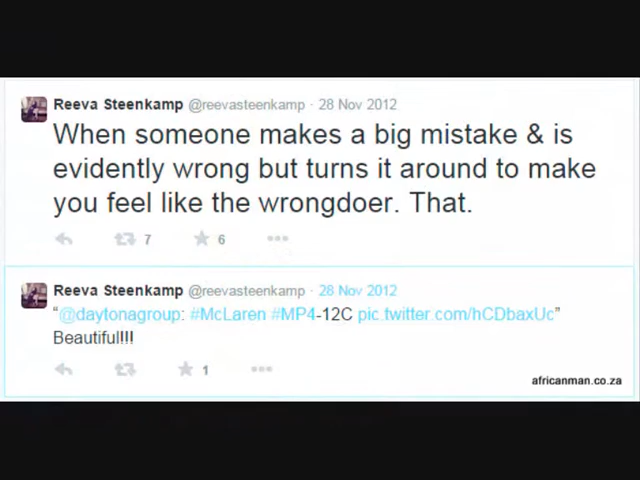 Reeva Steenkamp @reevasteenkamp · 28 Nov 2012
When someone makes a big mistake & is
evidently wrong but turns it around to make
you feel like the wrongdoer. That.
7 6
Reeva Steenkamp @reevasteenkamp · 28 Nov 2012
"@daytonagroup: #McLaren #MP4-12C pic.twitter.com/hCDbaxUc"
Beautiful!!!
1
africanman.co.za